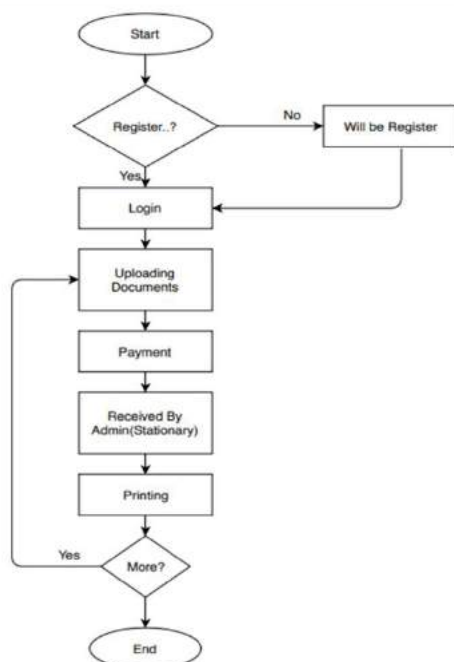 Start
Register..?
No
Will be Register
Yes
Login
Uploading
Documents
Payment
Received By
Admin(Stationary)
Printing
Yes
More?
End